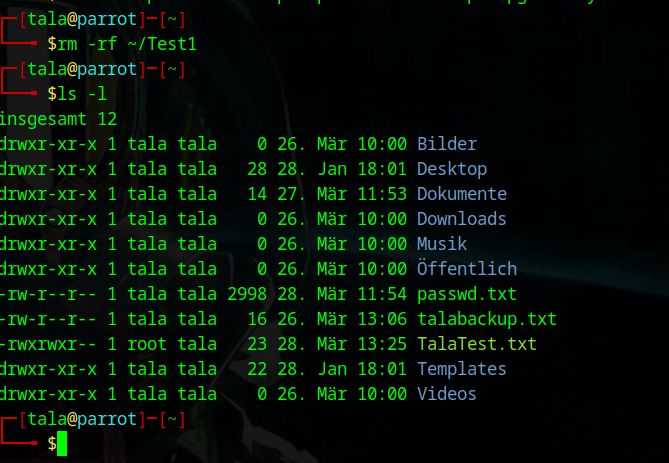 ┌─[tala@parrot]─[~]
└──╼ $rm -rf ~/Test1
┌─[tala@parrot]─[~]
└──╼ $ls -l
insgesamt 12
drwxr-xr-x 1 tala tala    0 26. Mär 10:00 Bilder
drwxr-xr-x 1 tala tala   28 28. Jan 18:01 Desktop
drwxr-xr-x 1 tala tala   14 27. Mär 11:53 Dokumente
drwxr-xr-x 1 tala tala    0 26. Mär 10:00 Downloads
drwxr-xr-x 1 tala tala    0 26. Mär 10:00 Musik
drwxr-xr-x 1 tala tala    0 26. Mär 10:00 Öffentlich
-rw-r--r-- 1 tala tala 2998 28. Mär 11:54 passwd.txt
-rw-r--r-- 1 tala tala   16 26. Mär 13:06 talabackup.txt
-rwxrwxr-- 1 root tala   23 28. Mär 13:25 TalaTest.txt
drwxr-xr-x 1 tala tala   22 28. Jan 18:01 Templates
drwxr-xr-x 1 tala tala    0 26. Mär 10:00 Videos
┌─[tala@parrot]─[~]
└──╼ $